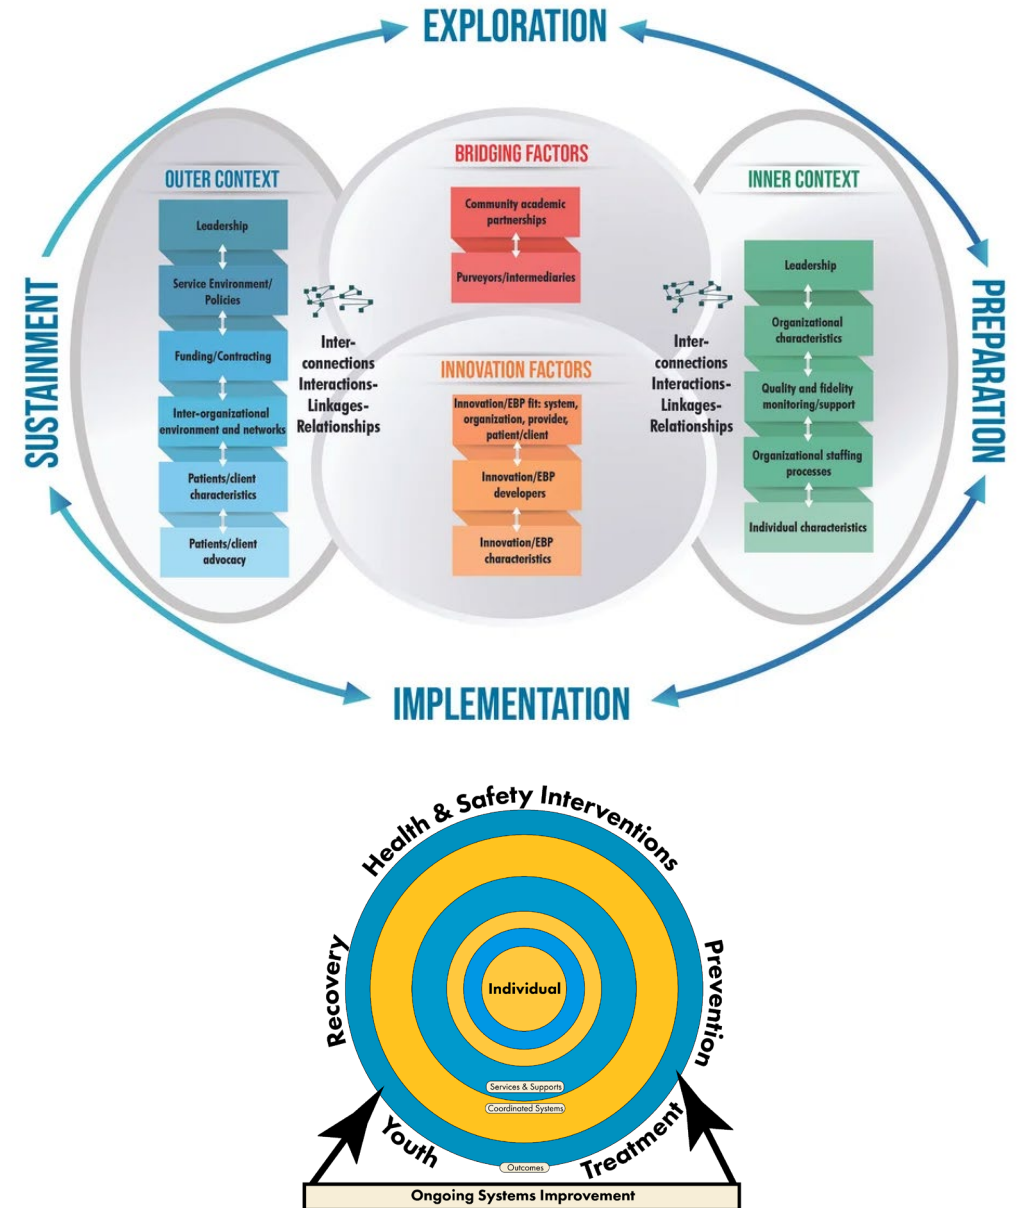 EXPLORATION
BRIDGING FACTORS
Community academic
partnerships
Purveyors/intermediaries
OUTER CONTEXT
Leadership
Service Environment/
Policies
Funding/Contracting
Inter-organizational
environment and networks
Patients/client
characteristics
Patients/client
advocacy
Inter-
connections
Interactions-
Linkages-
Relationships
INNOVATION FACTORS
Innovation/EBP fit: system,
organization, provider,
patient/client
Innovation/EBP
developers
Innovation/EBP
characteristics
Inter-
connections
Interactions-
Linkages-
Relationships
INNER CONTEXT
Leadership
Organizational
characteristics
Quality and fidelity
monitoring/support
Organizational staffing
processes
Individual characteristics
SUSTAINMENT
PREPARATION
IMPLEMENTATION
Health & Safety Interventions
Recovery
Prevention
Individual
Services & Supports
Coordinated Systems
Youth
Treatment
Outcomes
Ongoing Systems Improvement